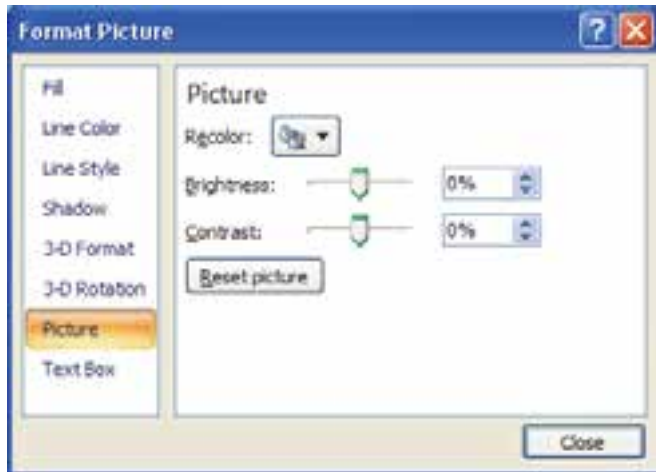 Format Picture
Fill
Line Color
Line Style
Shadow
3-D Format
3-D Rotation
Picture
Text Box
Picture
Recolor:
Brightness: 0%
Contrast: 0%
Reset picture
Close